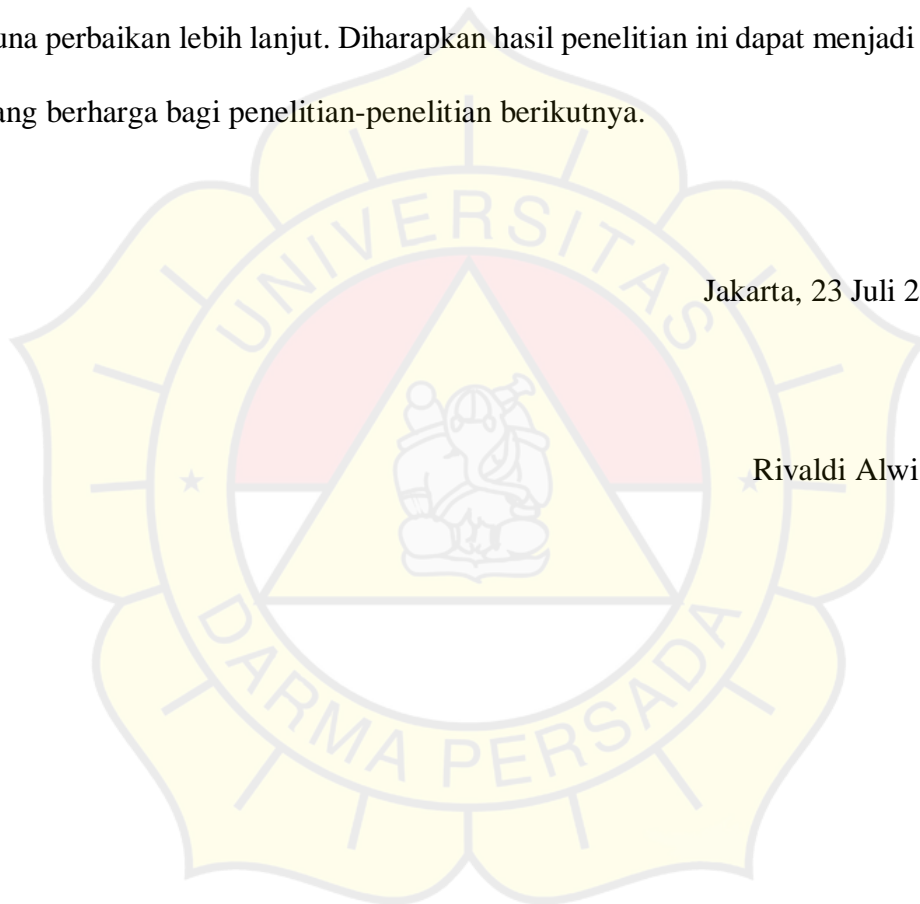 una perbaikan lebih lanjut. Diharapkan hasil penelitian ini dapat menjadi
ang berharga bagi penelitian-penelitian berikutnya.
UNIVERSITAS
Jakarta, 23 Juli 2
Rivaldi Alwi
DARMA PERSADA